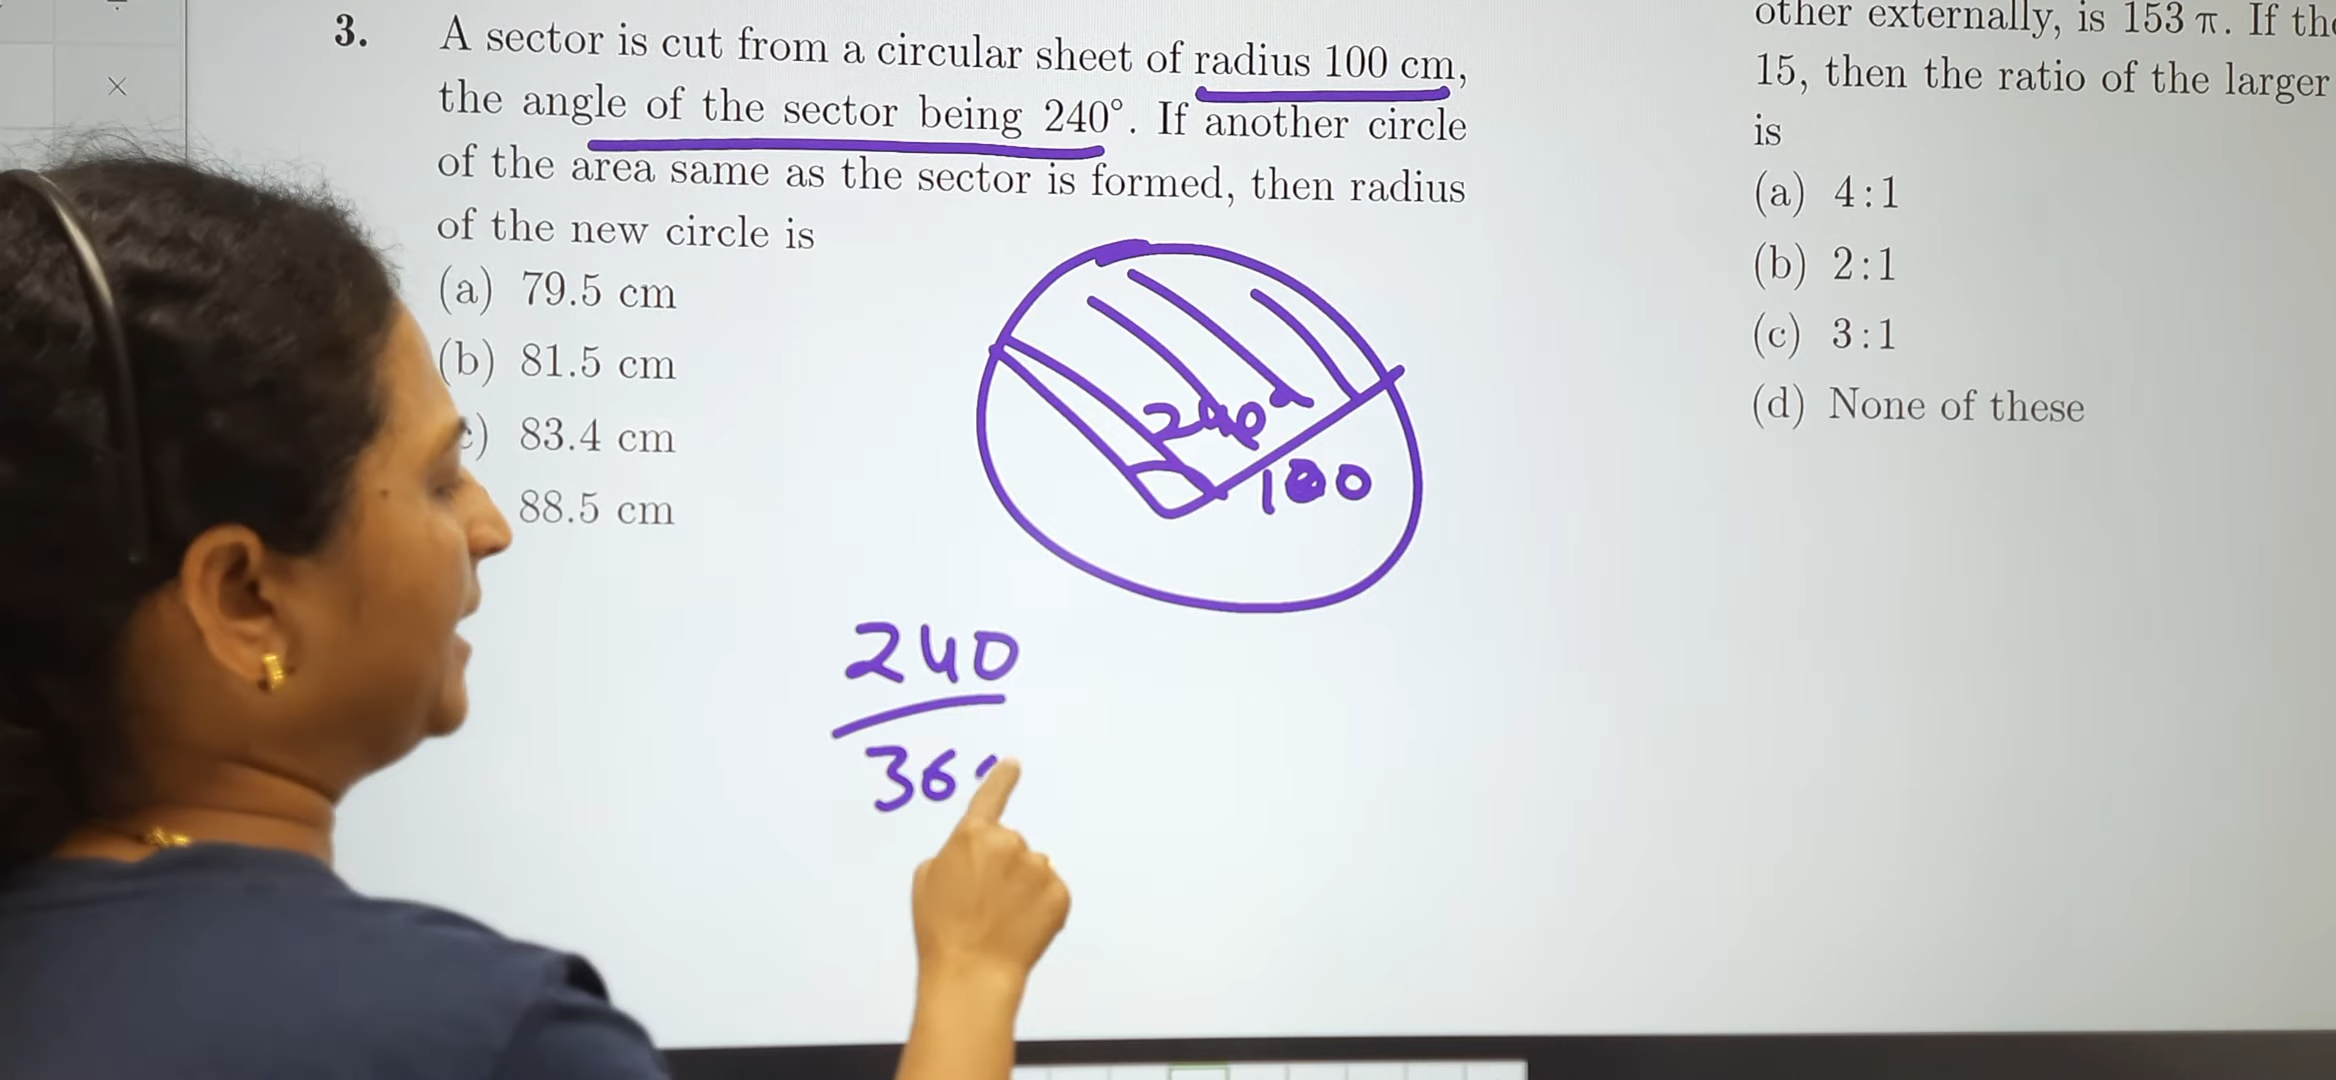 3. A sector is cut from a circular sheet of radius 100 cm,
the angle of the sector being 240°. If another circle
of the area same as the sector is formed, then radius
of the new circle is
(a) 79.5 cm
(b) 81.5 cm
c) 83.4 cm
88.5 cm
240
100
240
36
other externally, is 153 π. If the
15, then the ratio of the larger
is
(a) 4:1
(b) 2:1
(c) 3:1
(d) None of these